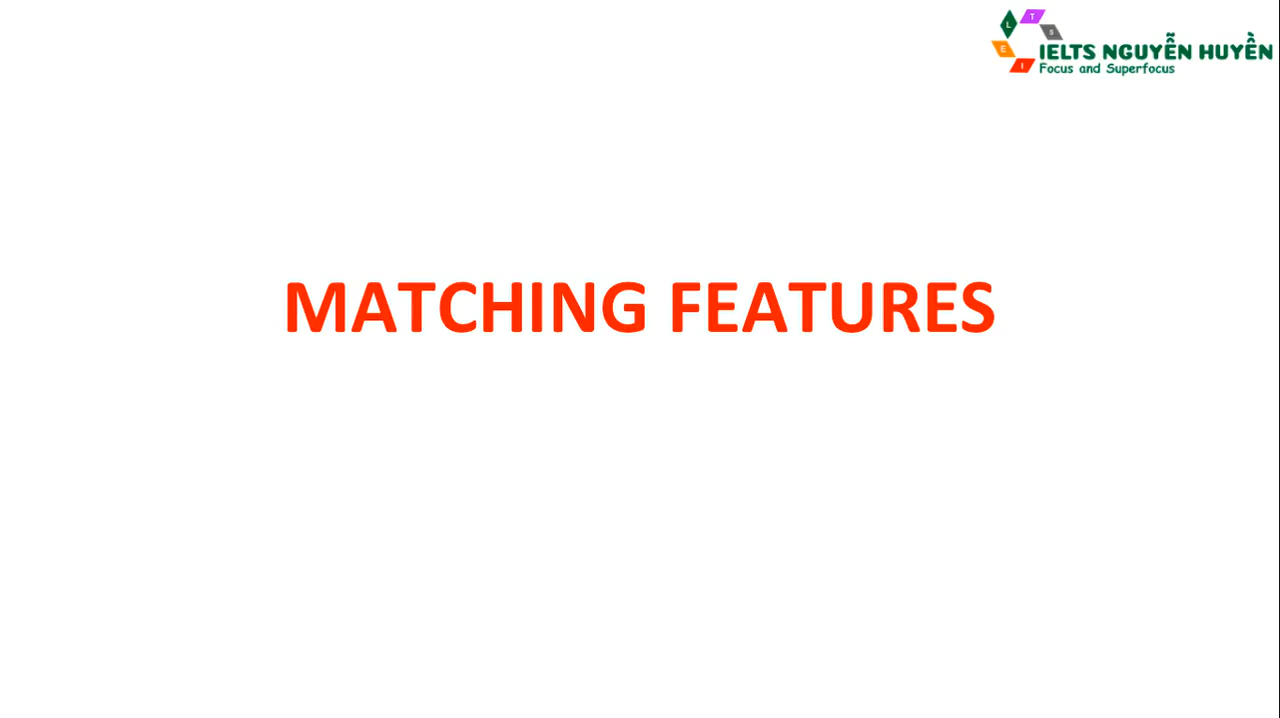 L
T
S
E
I
IELTS NGUYỄN HUYỀN
Focus and Superfocus
MATCHING FEATURES